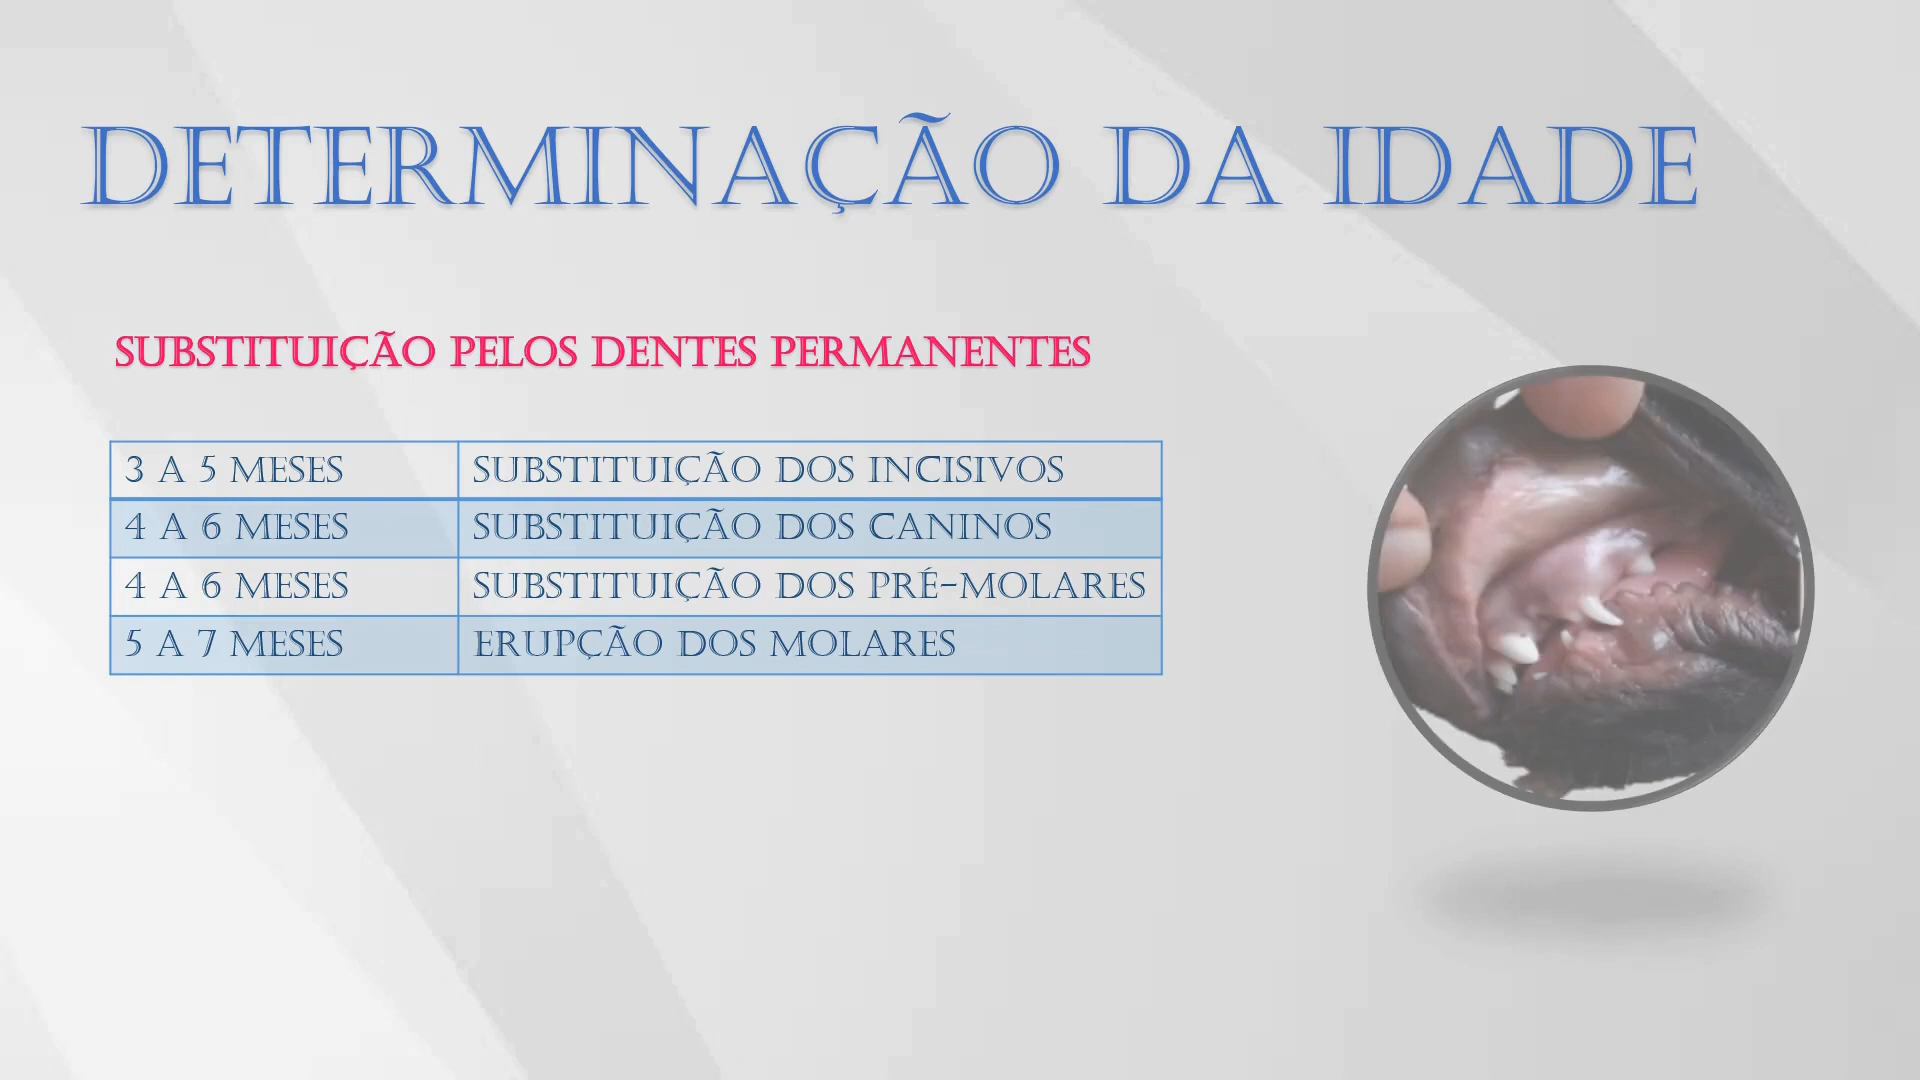 DETERMINAÇÃO DA IDADE
SUBSTITUIÇÃO PELOS DENTES PERMANENTES
3 A 5 MESES SUBSTITUIÇÃO DOS INCISIVOS
4 A 6 MESES SUBSTITUIÇÃO DOS CANINOS
4 A 6 MESES SUBSTITUIÇÃO DOS PRÉ-MOLARES
5 A 7 MESES ERUPÇÃO DOS MOLARES